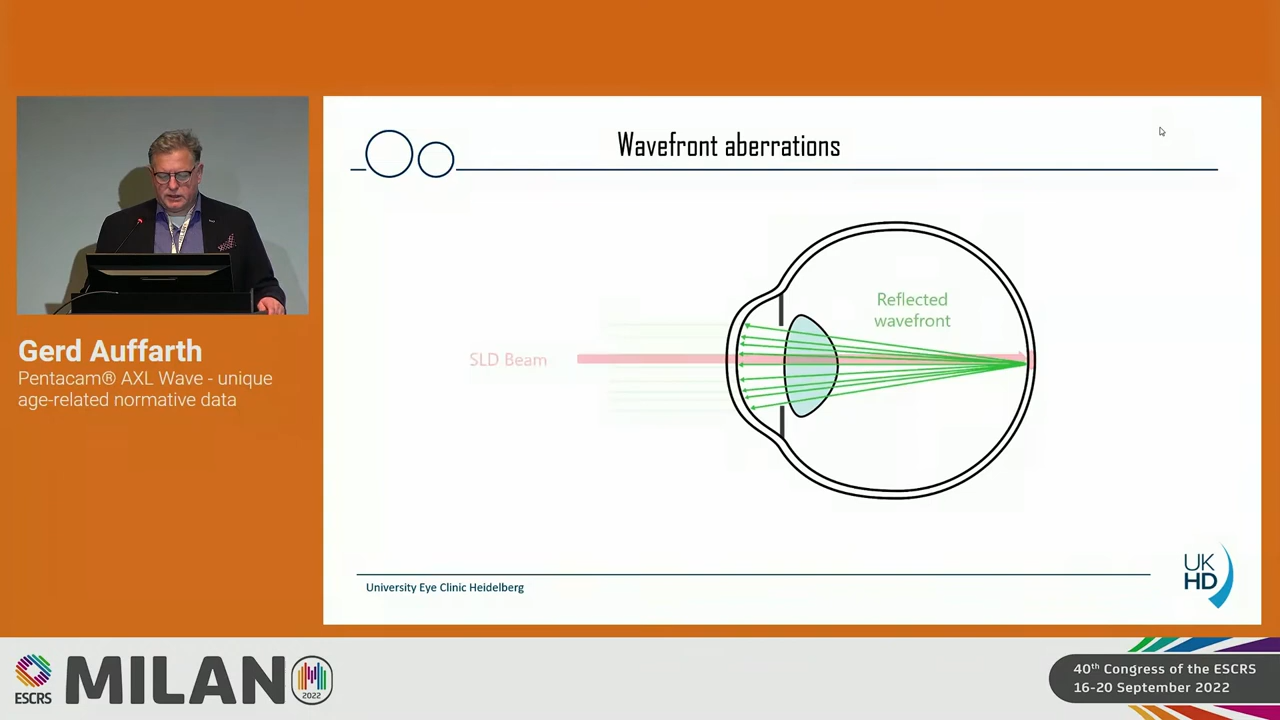 Wavefront aberrations
SLD Beam
Reflected
wavefront
University Eye Clinic Heidelberg
UK
HD
Gerd Auffarth
Pentacam® AXL Wave - unique
age-related normative data
ESCRS
MILANO
2022
40th Congress of the ESCRS
16-20 September 2022